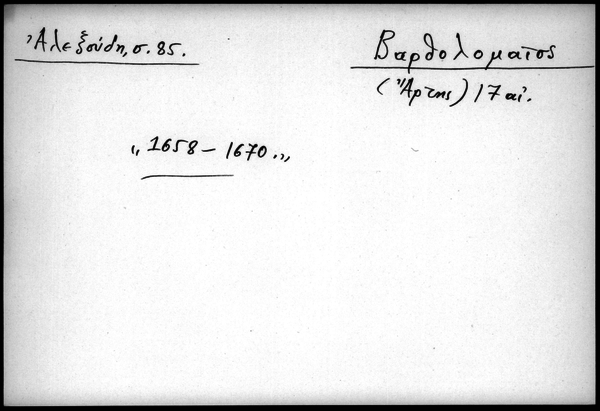 Ἀλεξούδη, σ. 85.
Βαρθολομαῖος
(Ἄρτης) 17 αἰ.
„ 1658 – 1670 . „